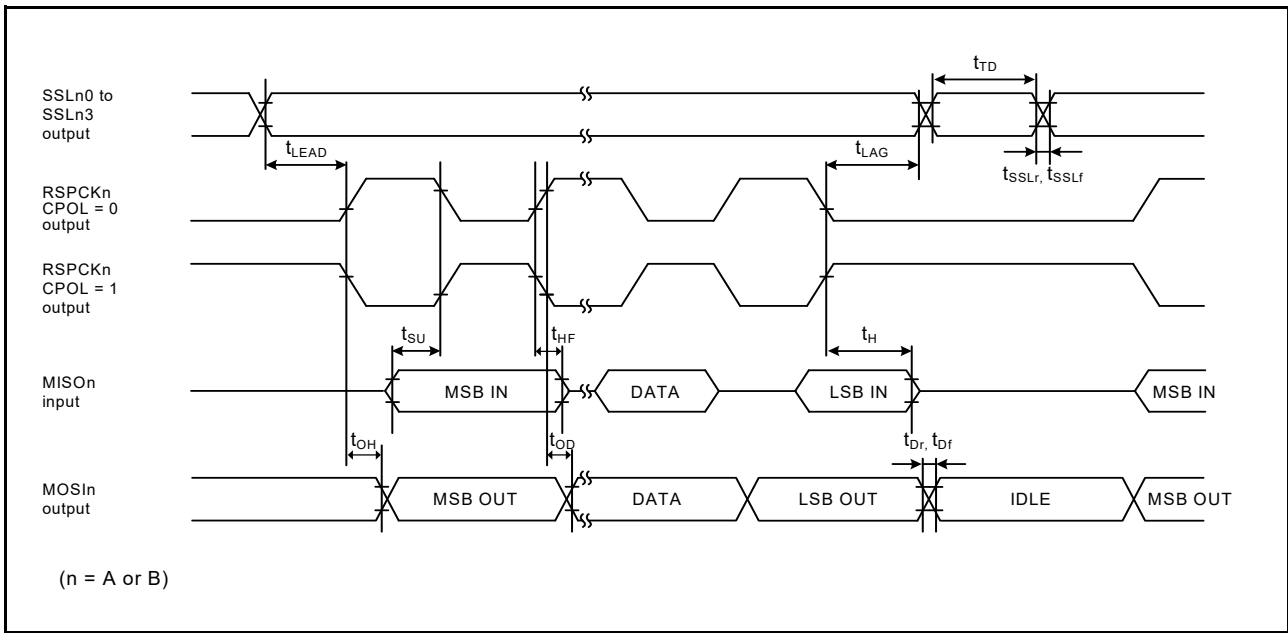 SSLn0 to
SSLn3
output
tTD
tLEAD
tLAG
tSSLr, tSSLf
RSPCKn
CPOL = 0
output
RSPCKn
CPOL = 1
output
tSU
tHF
tH
MISOn
input
MSB IN
DATA
LSB IN
MSB IN
tOH
tOD
tDr, tDf
MOSIn
output
MSB OUT
DATA
LSB OUT
IDLE
MSB OUT
(n = A or B)